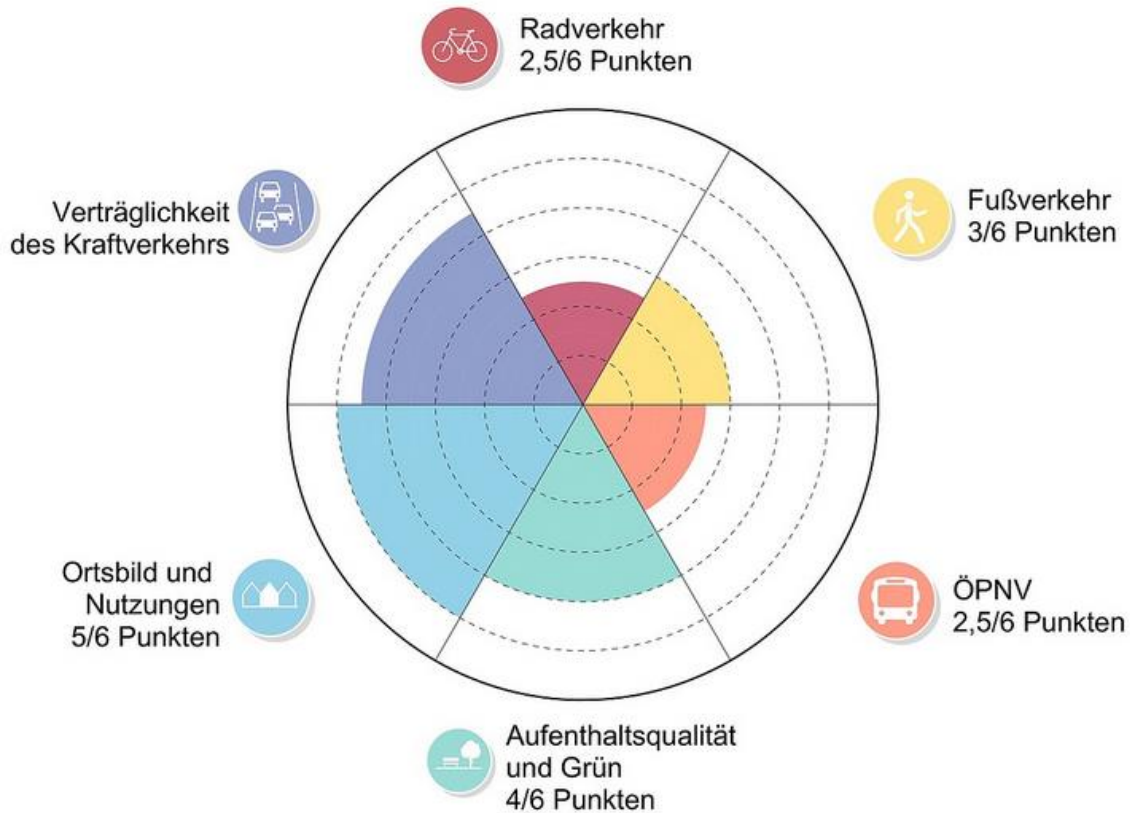 Radverkehr
2,5/6 Punkten
Fußverkehr
3/6 Punkten
Verträglichkeit
des Kraftverkehrs
Ortsbild und
Nutzungen
5/6 Punkten
ÖPNV
2,5/6 Punkten
Aufenthaltsqualität
und Grün
4/6 Punkten